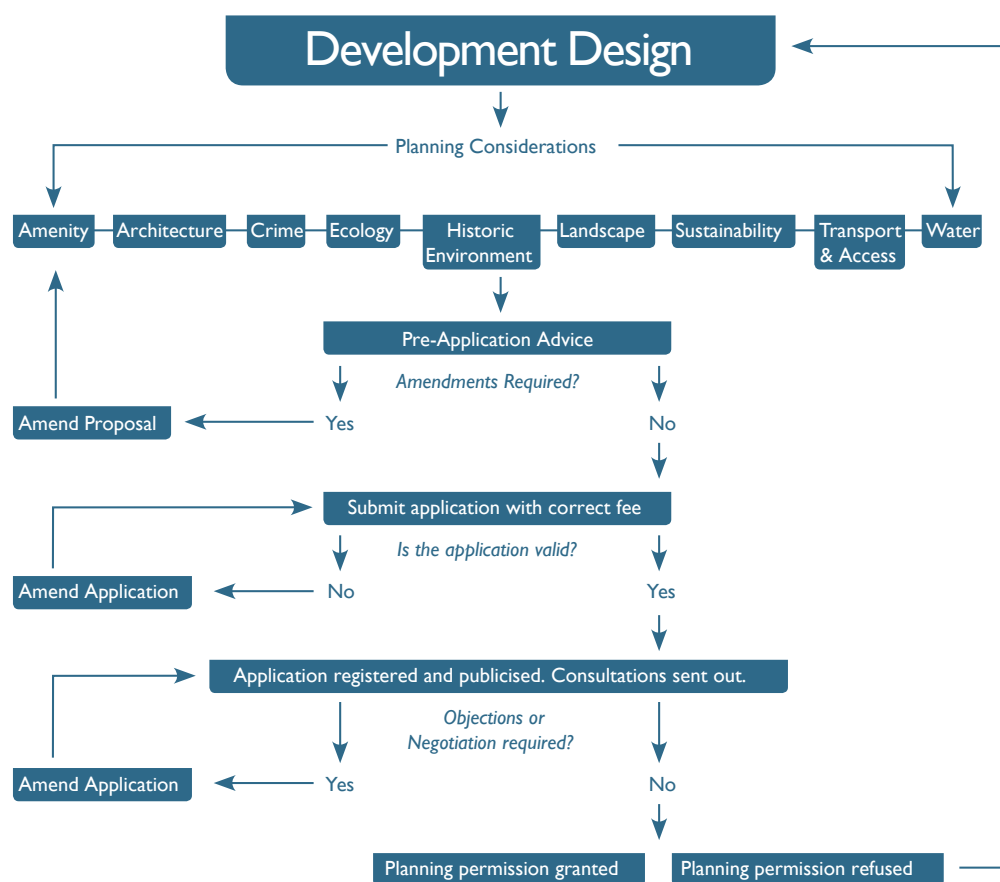 Development Design
Planning Considerations
Amenity
Architecture
Crime
Ecology
Historic
Environment
Landscape
Sustainability
Transport
& Access
Water
Pre-Application Advice
Amendments Required?
Amend Proposal
Yes
No
Submit application with correct fee
Is the application valid?
Amend Application
No
Yes
Application registered and publicised. Consultations sent out.
Objections or
Negotiation required?
Amend Application
Yes
No
Planning permission granted
Planning permission refused